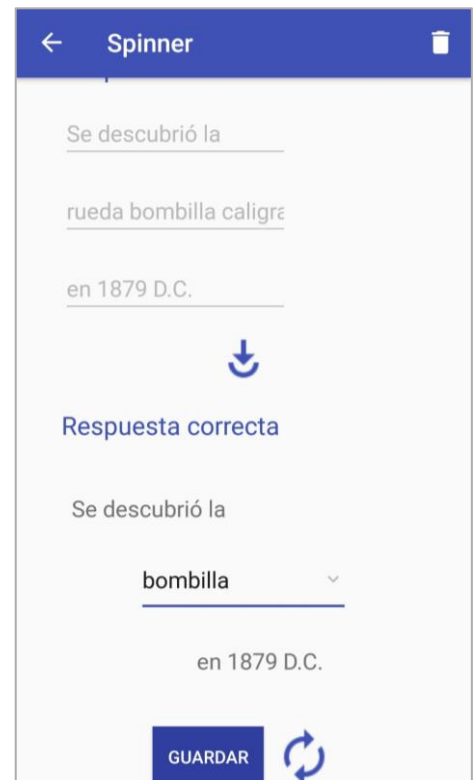 Spinner
Se descubrió la
rueda bombilla caligra
en 1879 D.C.
Respuesta correcta
Se descubrió la
bombilla
en 1879 D.C.
GUARDAR